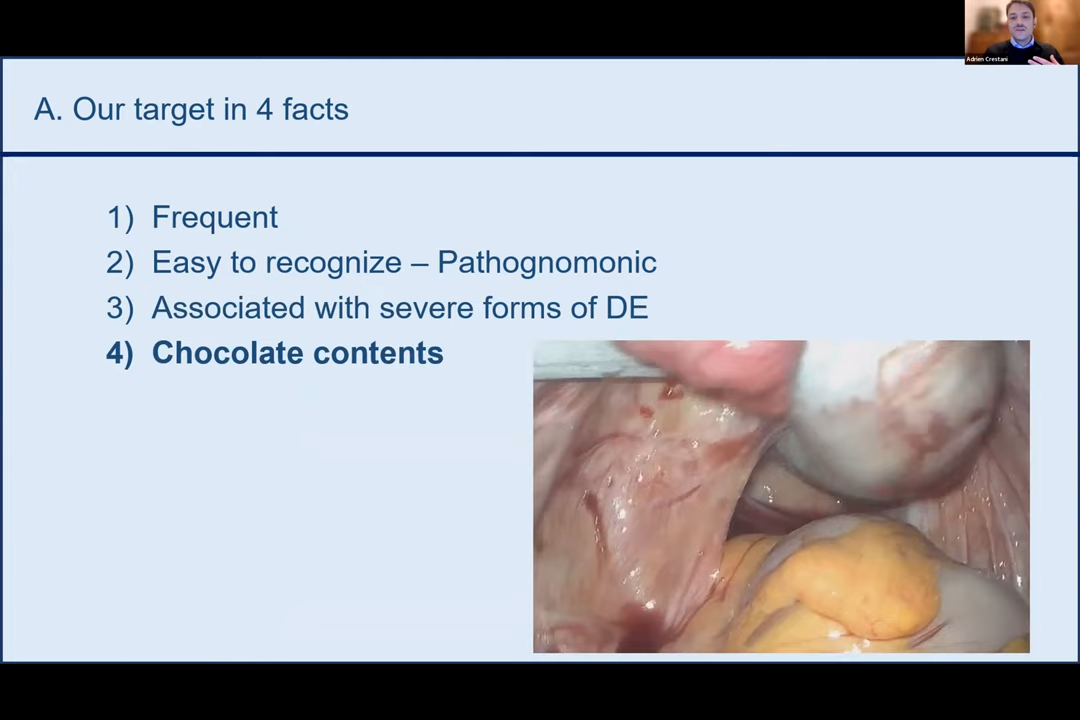 Adrien Crestani
A. Our target in 4 facts
1) Frequent
2) Easy to recognize – Pathognomonic
3) Associated with severe forms of DE
4) Chocolate contents